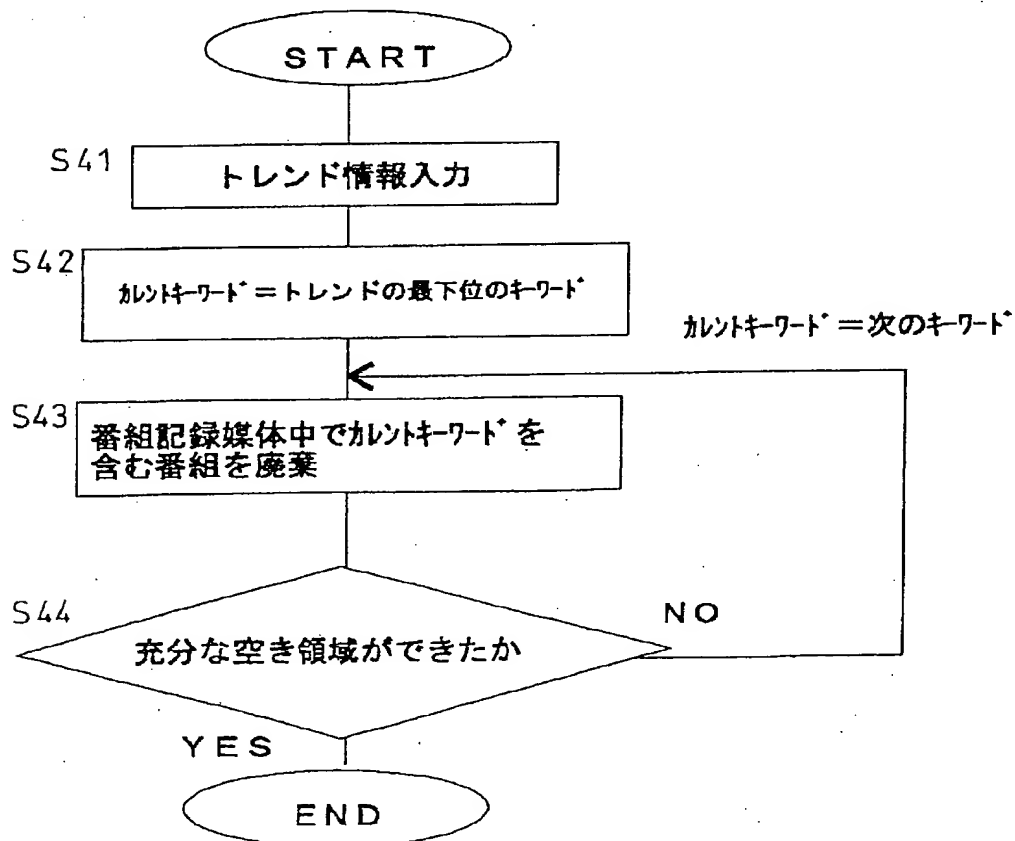 START
S41
トレンド情報入力
S42
ｶﾚﾝﾄｷｰﾜｰﾄﾞ＝トレンドの最下位のｷｰワード
ｶﾚﾝﾄｷｰﾜｰﾄﾞ＝次のｷｰワード
S43
番組記録媒体中でｶﾚﾝﾄｷｰﾜｰﾄﾞを
含む番組を廃棄
S44
充分な空き領域ができたか
NO
YES
END